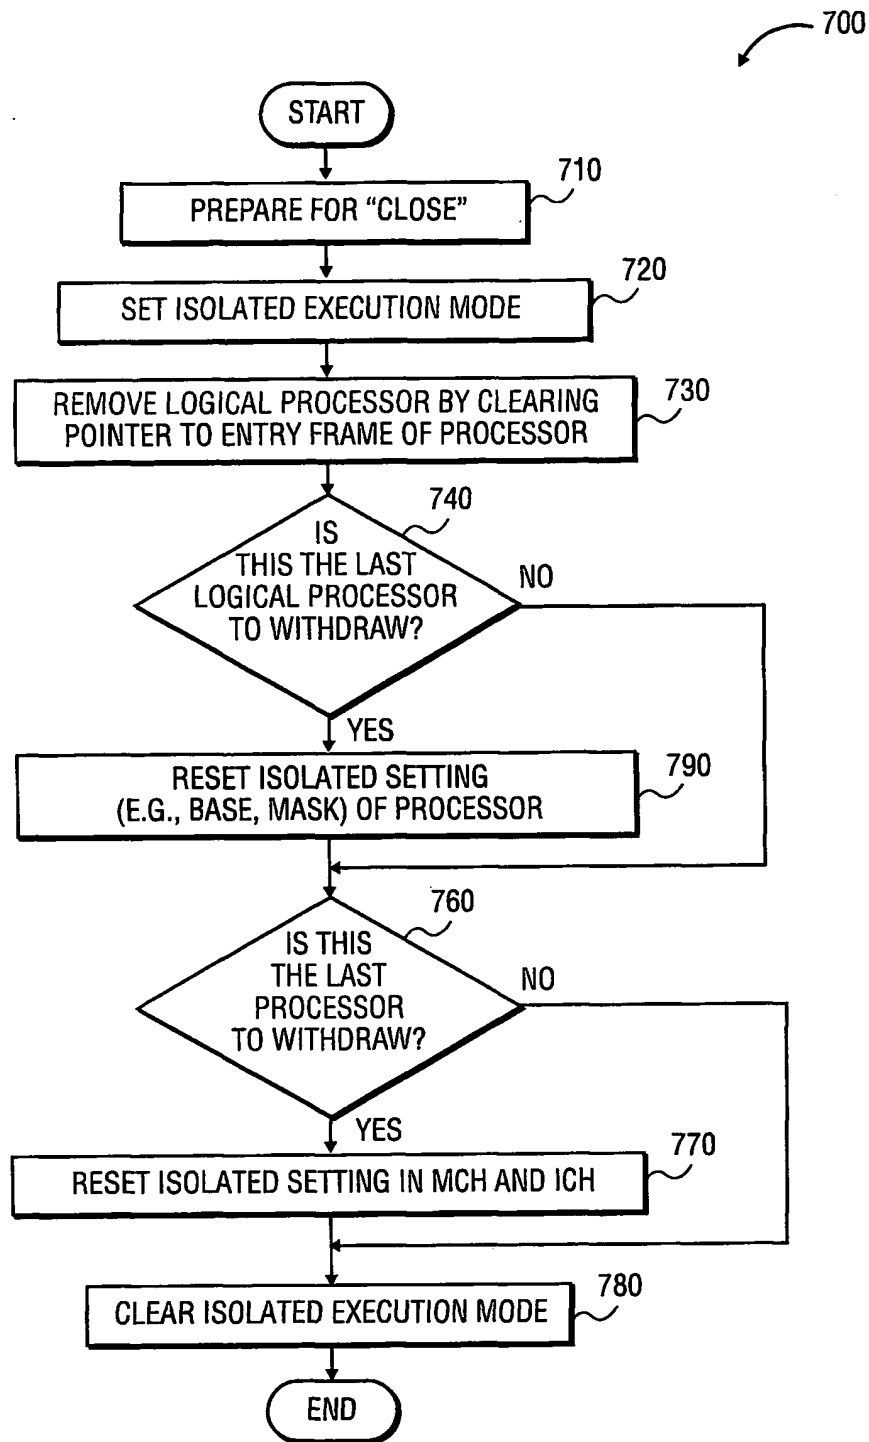 700
START
710
PREPARE FOR “CLOSE”
720
SET ISOLATED EXECUTION MODE
730
REMOVE LOGICAL PROCESSOR BY CLEARING
POINTER TO ENTRY FRAME OF PROCESSOR
740
IS
THIS THE LAST
LOGICAL PROCESSOR
TO WITHDRAW?
NO
YES
790
RESET ISOLATED SETTING
(E.G., BASE, MASK) OF PROCESSOR
760
IS THIS
THE LAST
PROCESSOR
TO WITHDRAW?
NO
YES
770
RESET ISOLATED SETTING IN MCH AND ICH
780
CLEAR ISOLATED EXECUTION MODE
END